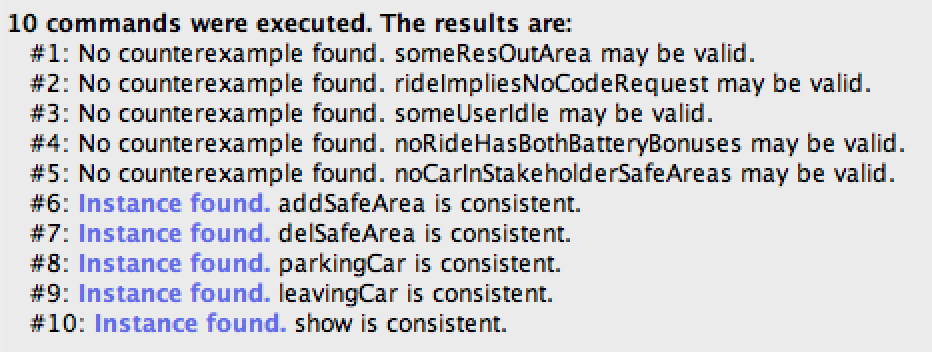 10 commands were executed. The results are:
#1: No counterexample found. someResOutArea may be valid.
#2: No counterexample found. rideImpliesNoCodeRequest may be valid.
#3: No counterexample found. someUserIdle may be valid.
#4: No counterexample found. noRideHasBothBatteryBonuses may be valid.
#5: No counterexample found. noCarInStakeholderSafeAreas may be valid.
#6: Instance found. addSafeArea is consistent.
#7: Instance found. delSafeArea is consistent.
#8: Instance found. parkingCar is consistent.
#9: Instance found. leavingCar is consistent.
#10: Instance found. show is consistent.